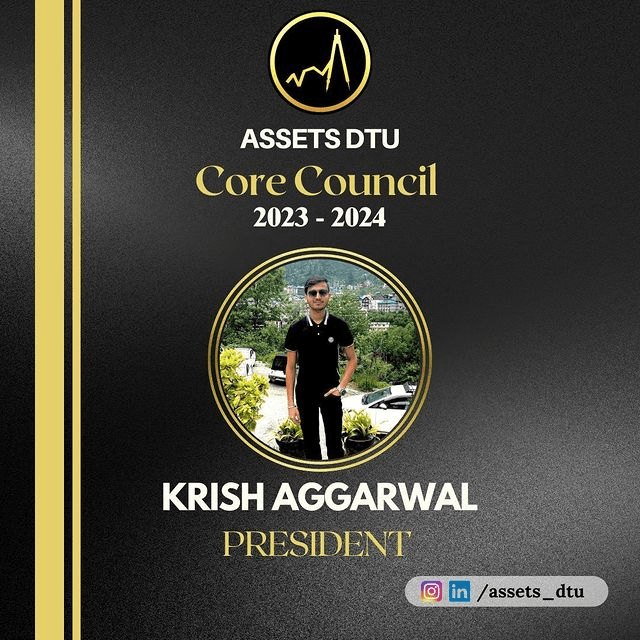 ASSETS DTU
Core Council
2023 - 2024
KRISH AGGARWAL
PRESIDENT
/assets_dtu